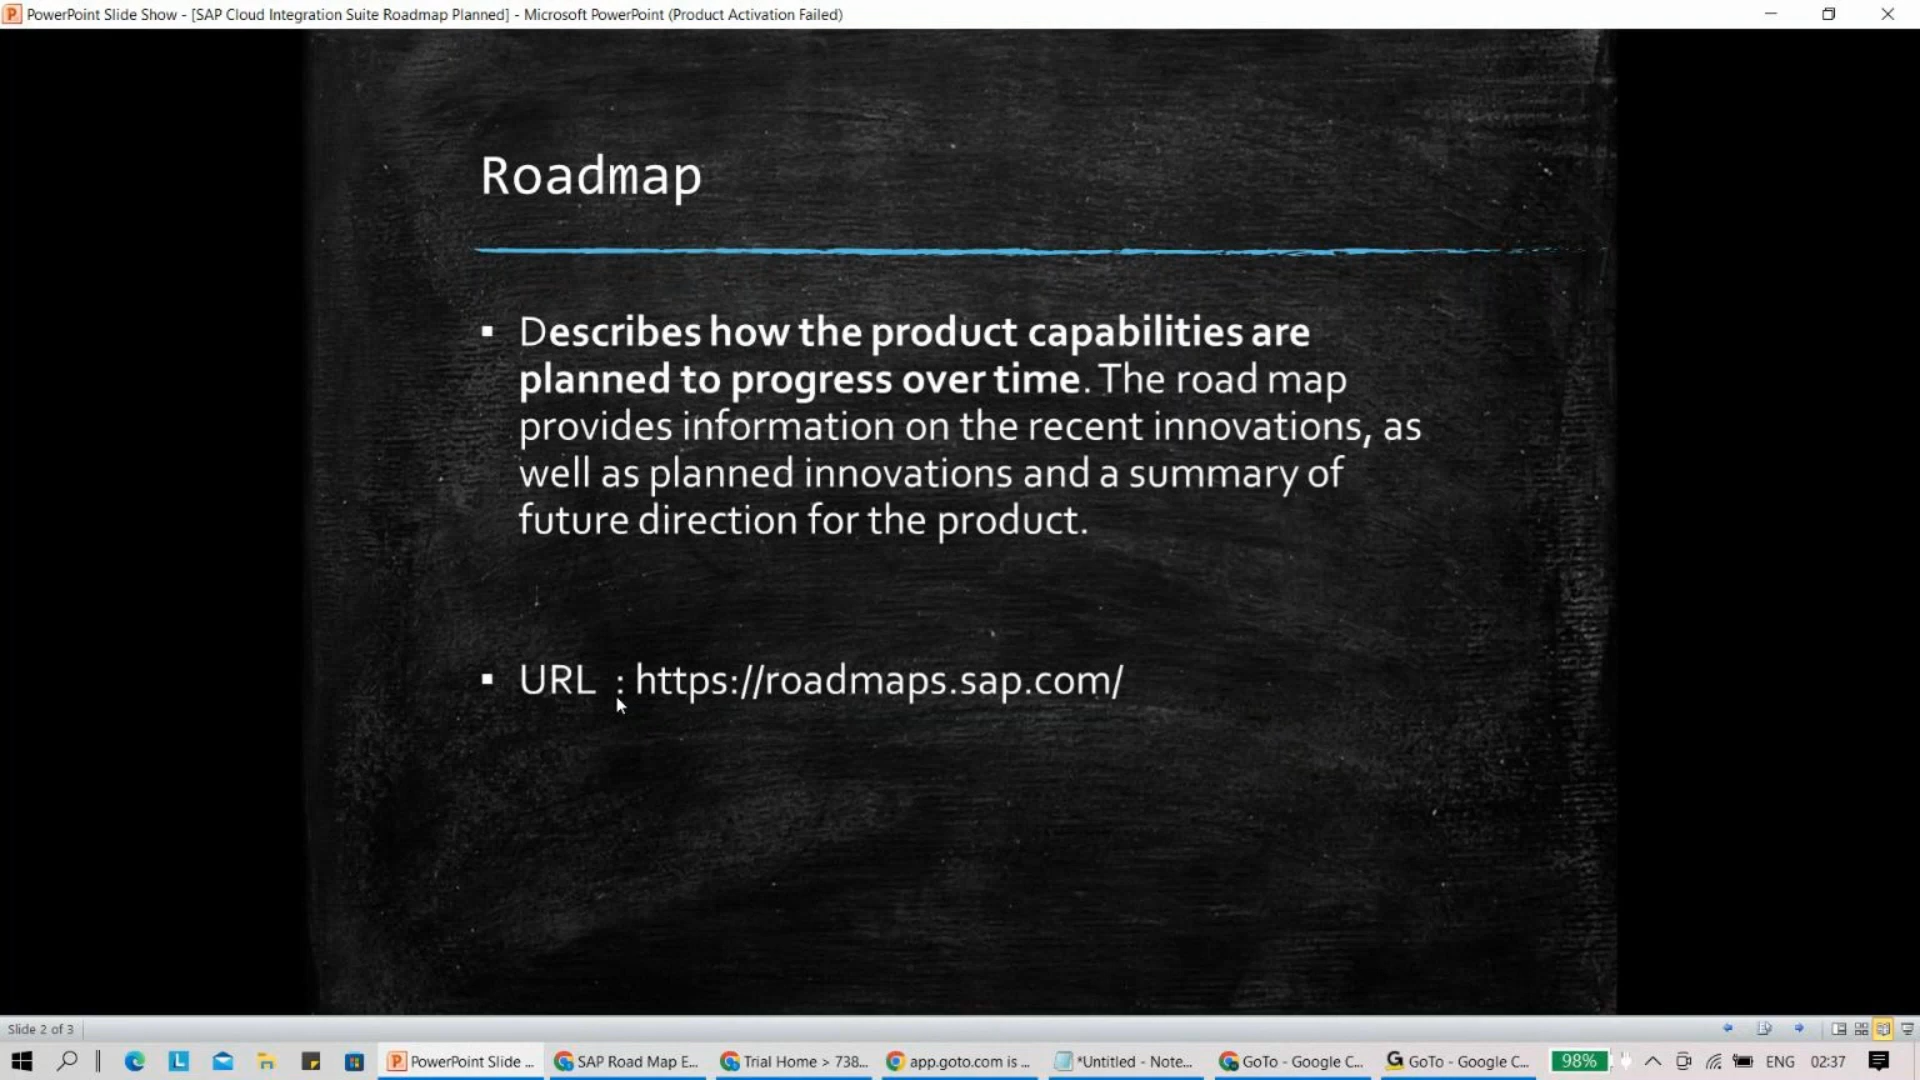 PowerPoint Slide Show - [SAP Cloud Integration Suite Roadmap Planned] - Microsoft PowerPoint (Product Activation Failed)
Roadmap
▪ Describes how the product capabilities are
planned to progress over time. The road map
provides information on the recent innovations, as
well as planned innovations and a summary of
future direction for the product.
▪ URL : https://roadmaps.sap.com/
Slide 2 of 3
PowerPoint Slide ... SAP Road Map E... Trial Home > 738... app.goto.com is ... *Untitled - Note... GoTo - Google C... GoTo - Google C... 98% ENG 02:37